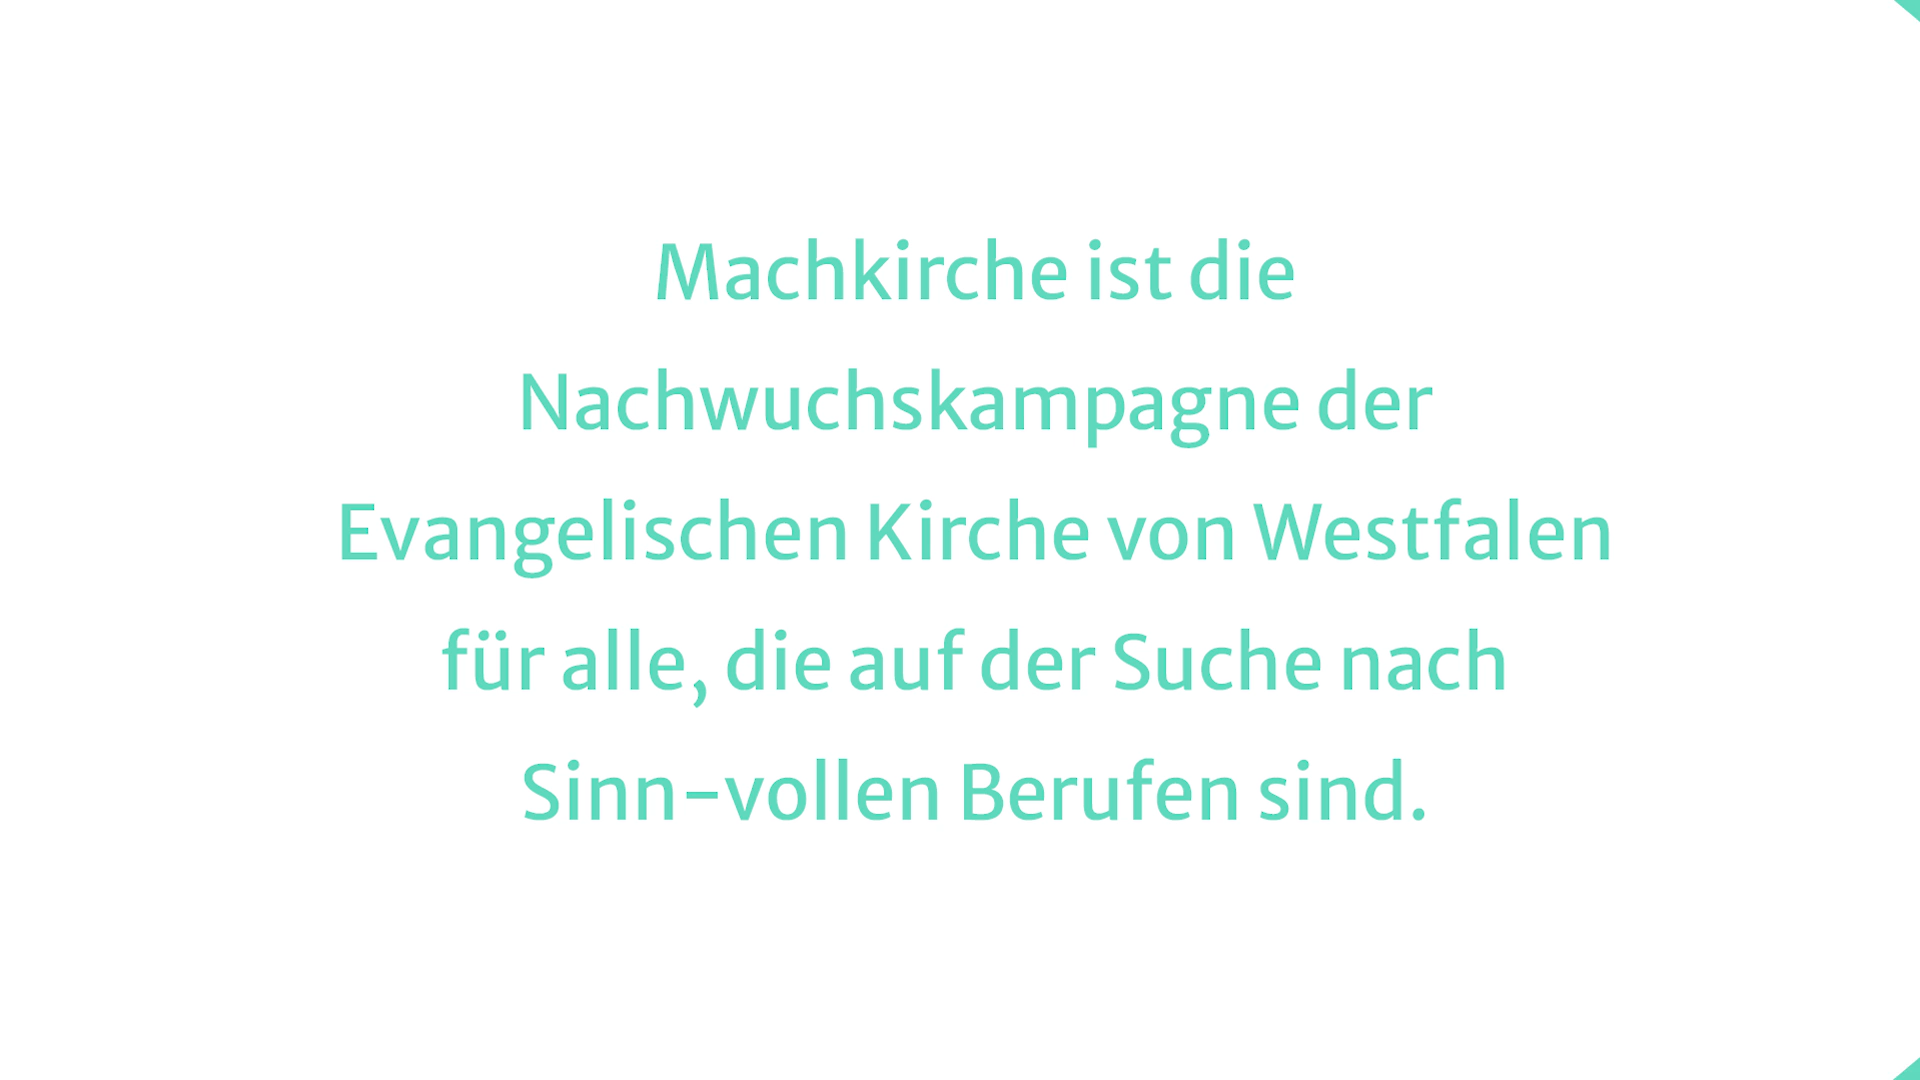 Machkirche ist die
Nachwuchskampagne der
Evangelischen Kirche von Westfalen
für alle, die auf der Suche nach
Sinn-vollen Berufen sind.